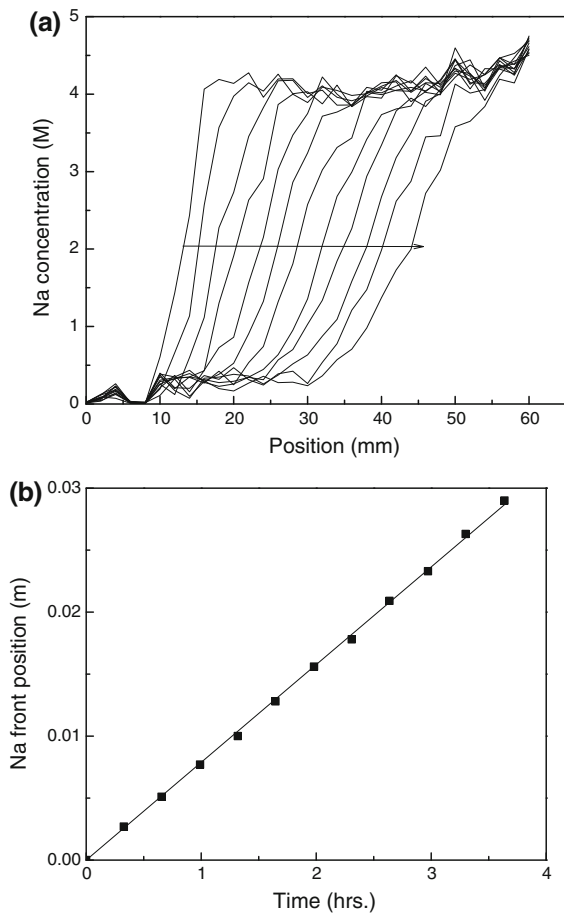 (a)
5
4
3
2
1
0
Na concentration (M)
0 10 20 30 40 50 60
Position (mm)
(b)
0.03
0.02
0.01
0.00
Na front position (m)
0 1 2 3 4
Time (hrs.)